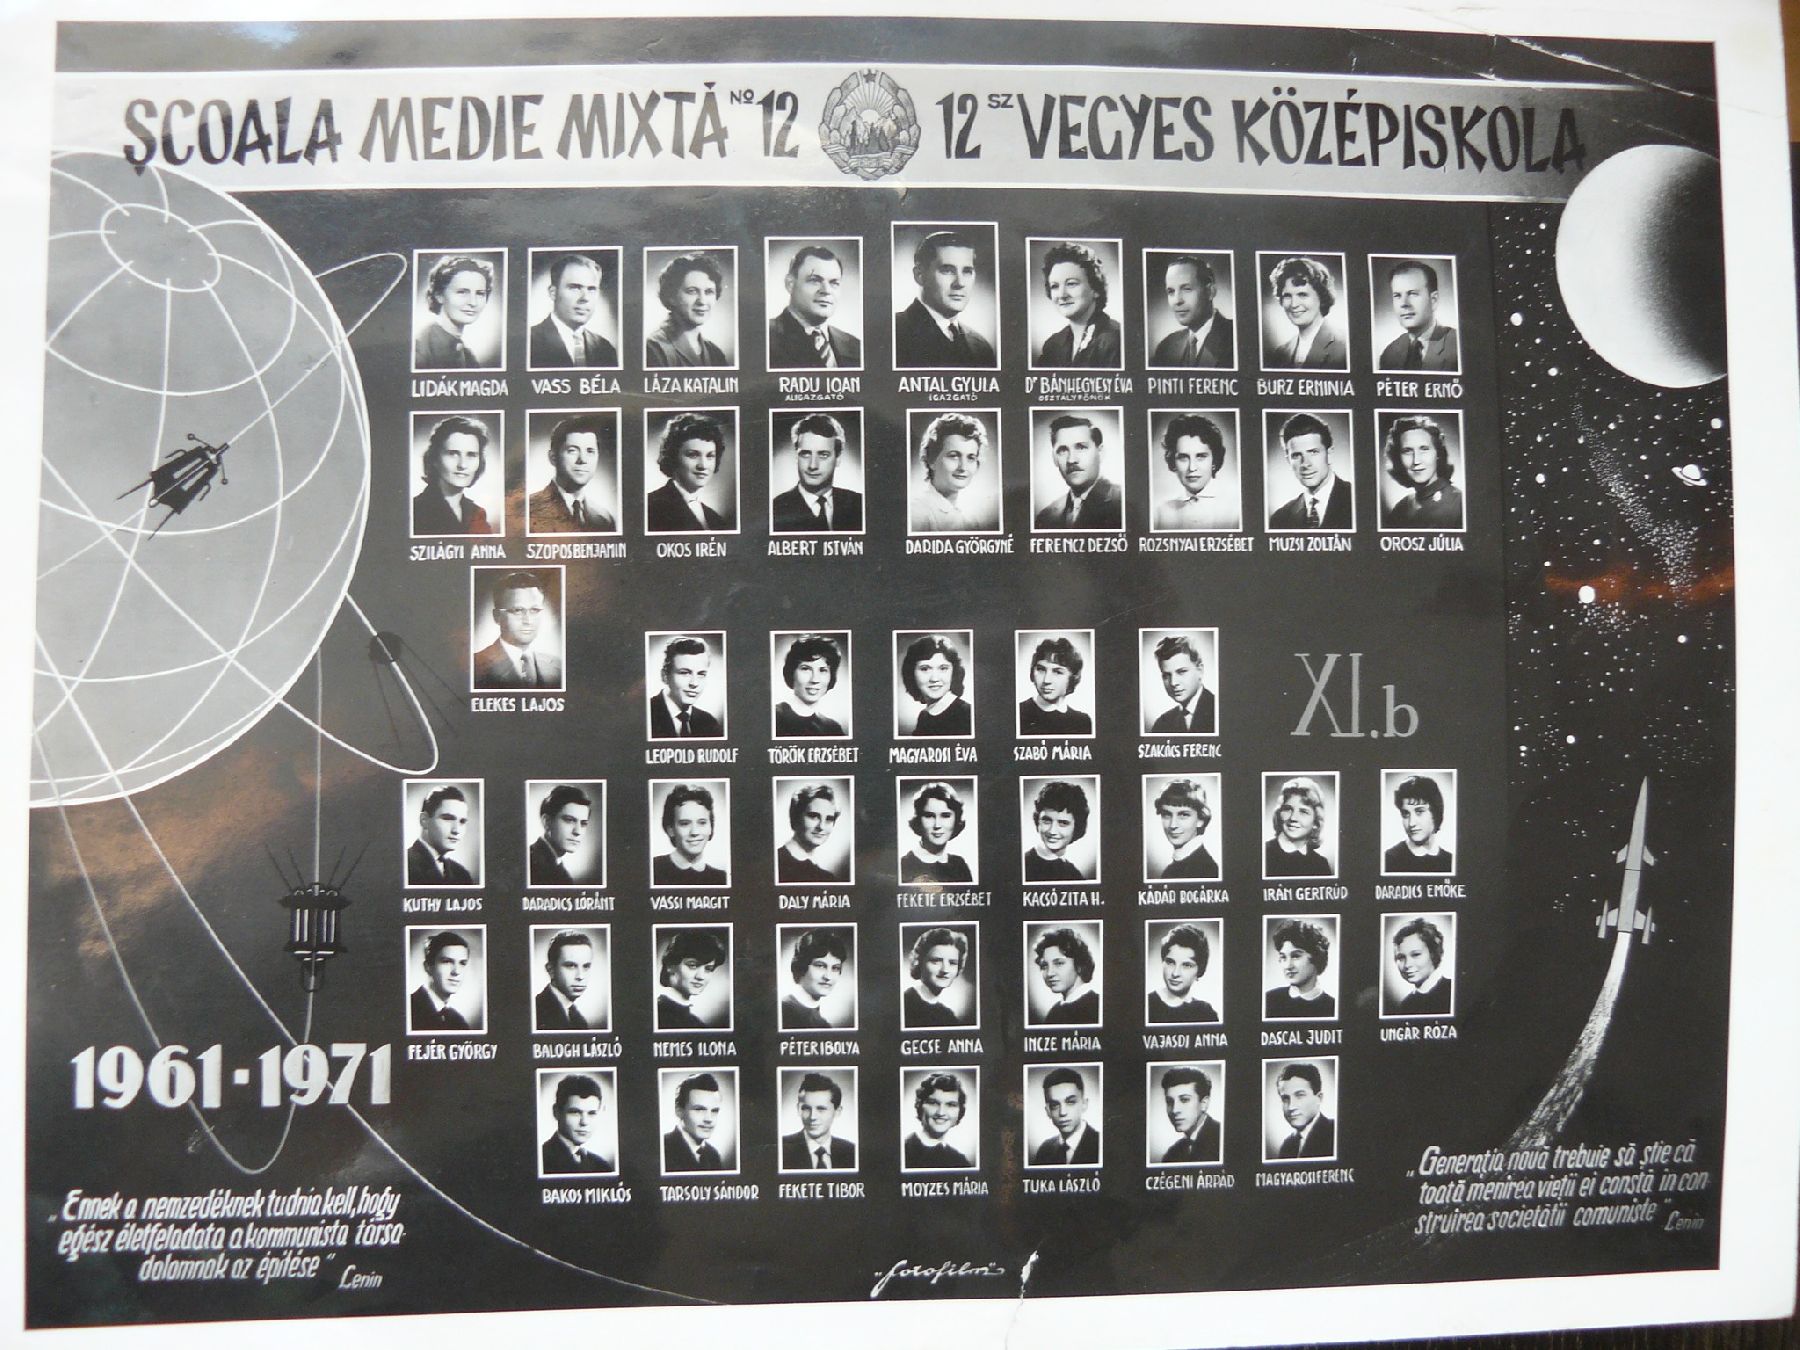 ȘCOALA MEDIE MIXTĂ Nº 12 12 SZ VEGYES KÖZÉPISKOLA
LIDÁK MAGDA VASS BÉLA LÁZA KATALIN RADU IOAN ANTAL GYULA Dr BÁNHEGYESY ÉVA PINTI FERENC BURZ ERMINIA PÉTER ERNŐ
ALIGAZGATÓ IGAZGATÓ OSZTÁLYFŐNÖK
SZILÁGYI ANNA SZOPOS BENJAMIN OKOS IRÉN ALBERT ISTVÁN DARIDA GYÖRGYNÉ FERENCZ DEZSŐ ROZSNYAI ERZSÉBET MUZSI ZOLTÁN OROSZ JÚLIA
ELEKES LAJOS
XI.b
LEOPOLD RUDOLF TÖRÖK ERZSÉBET MAGYAROSI ÉVA SZABÓ MÁRIA SZAKÁCS FERENC
KUTHY LAJOS DARADICS LÓRÁNT VASSI MARGIT DALY MÁRIA FEKETE ERZSÉBET KACSÓ ZITA H. KÁDÁR BOGÁRKA IRÁN GERTRÚD DARADICS EMŐKE
FEJÉR GYÖRGY BALOGH LÁSZLÓ NEMES ILONA PÉTER IBOLYA GECSE ANNA INCZE MÁRIA VAJASDI ANNA DASCAL JUDIT UNGÁR RÓZA
1961-1971
BAKOS MIKLÓS TARSOLY SÁNDOR FEKETE TIBOR MOYZES MÁRIA TUKA LÁSZLÓ CZÉGENI ÁRPÁD MAGYAROSI FERENC
„Ennek a nemzedéknek tudnia kell, hogy
egész életfeladata a kommunista társa-
dalomnak az építése" Lenin
„Generația nouă trebuie să știe că
toată menirea vieții ei constă in con-
struirea societății comuniste" Lenin
„fotofilm"